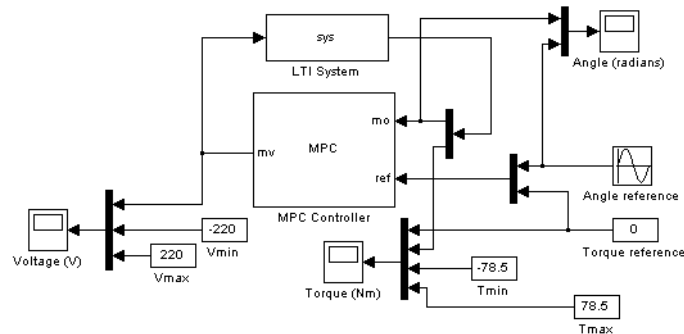 sys
LTI System
Angle (radians)
mo
MPC
mv
ref
MPC Controller
Angle reference
-220
Vmin
0
Torque reference
Voltage (V)
220
Vmax
-78.5
Tmin
Torque (Nm)
78.5
Tmax